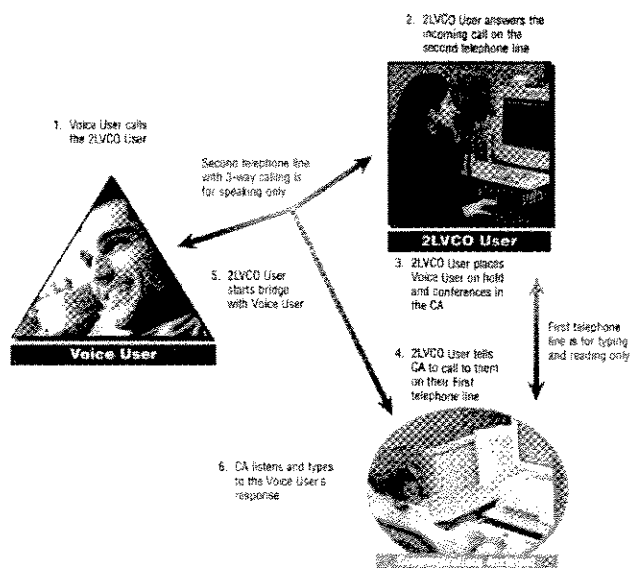 2. 2LVCO User answers the
incoming call on the
second telephone line
1. Voice User calls
the 2LVCO User
Second telephone line
with 3-way calling is
for speaking only
2LVCO User
3. 2LVCO User places
Voice User on hold
and conferences in
the CA
5. 2LVCO User
starts bridge
with Voice User
Voice User
First telephone
line is for typing
and reading only
4. 2LVCO User tells
CA to call to them
on their First
telephone line
6. CA listens and types
to the Voice User's
response